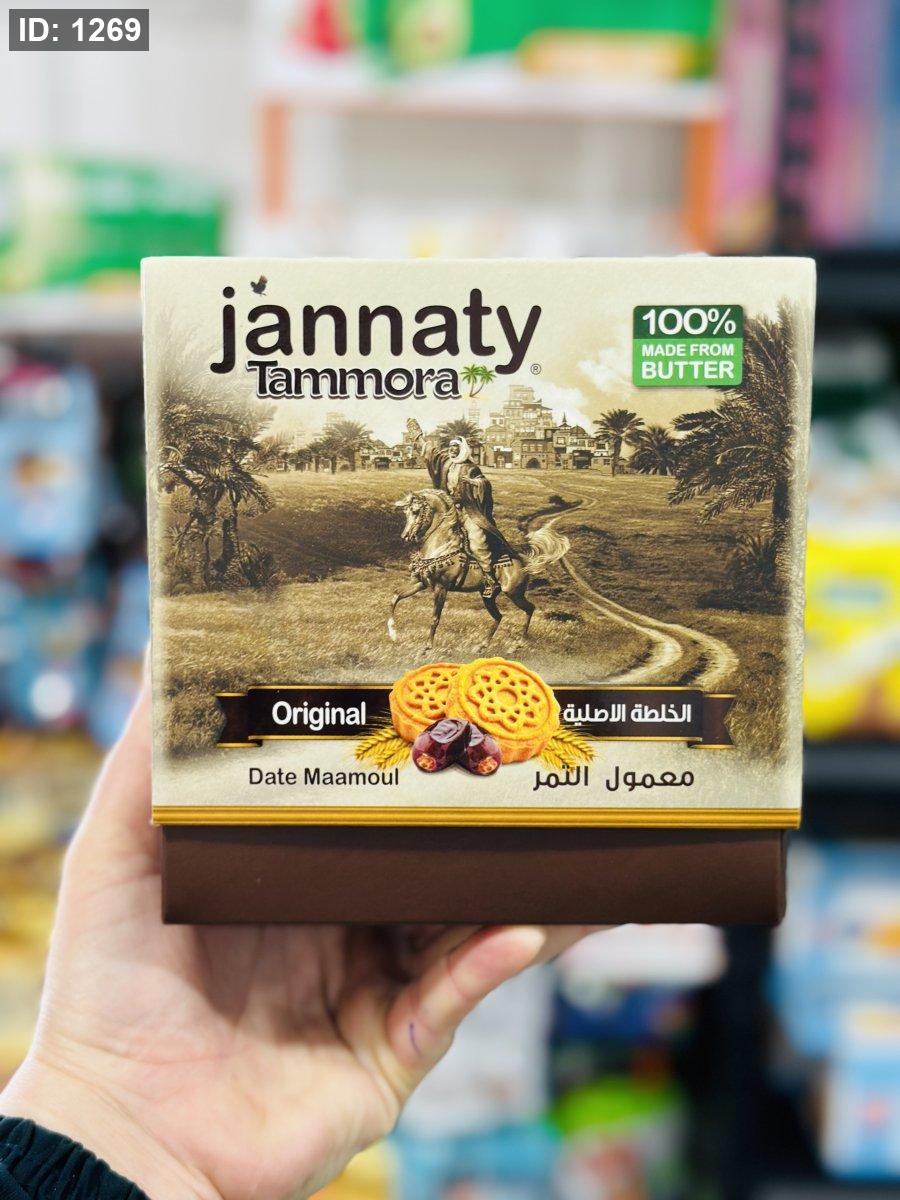 ID: 1269
jannaty
Tammora®
100%
MADE FROM
BUTTER
Original
الخلطة الاصلية
Date Maamoul
معمول التمر